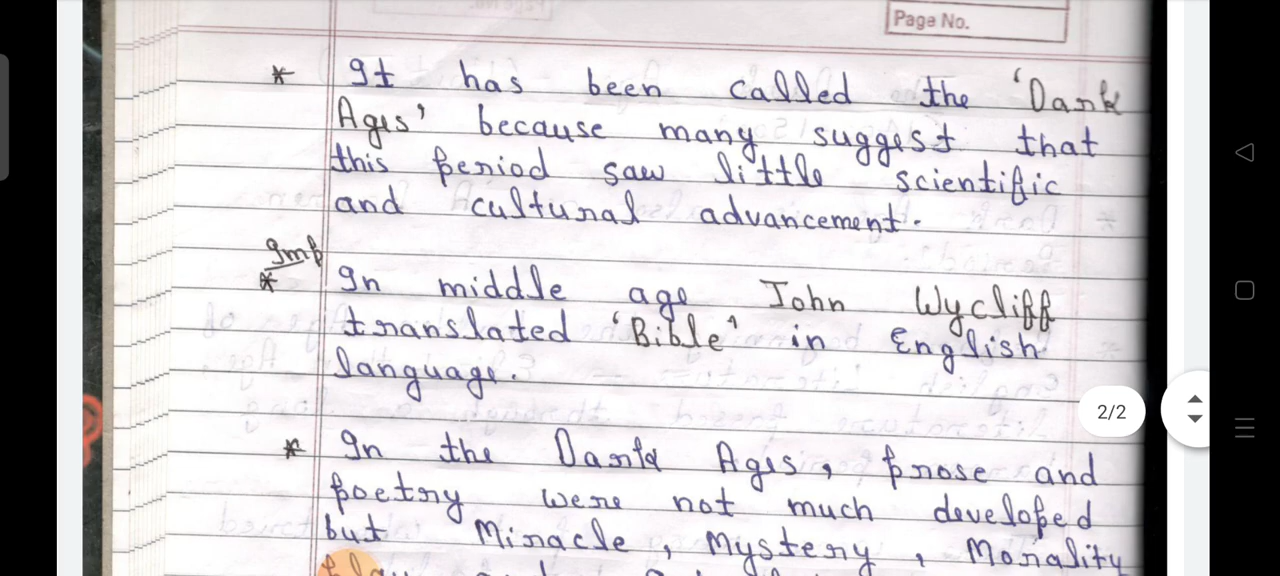 Page No.
* It has been called the 'Dark
Ages' because many suggest that
this period saw little scientific
and cultural advancement.
Imp
* In middle age John Wycliff
translated 'Bible' in English
language.
2/2
* In the Dark Ages, prose and
poetry were not much developed
but Miracle, Mystery, Morality